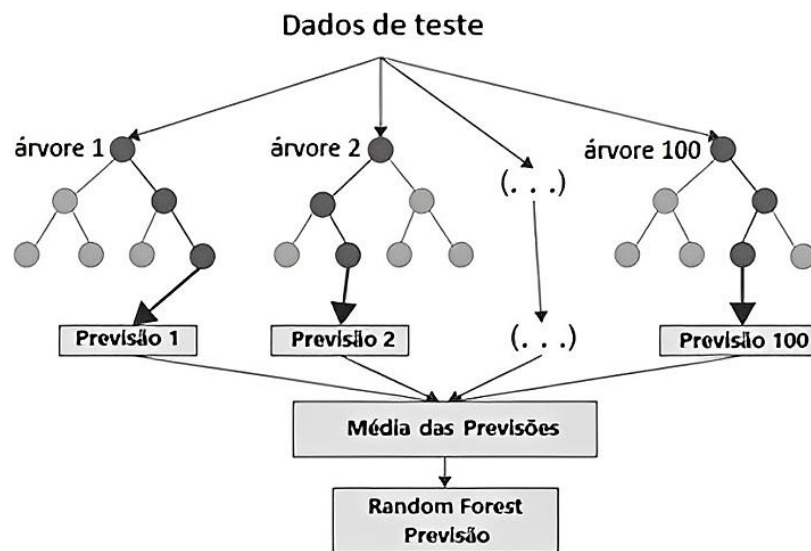 Dados de teste
árvore 1
árvore 2
(. . .)
árvore 100
Previsão 1
Previsão 2
(. . .)
Previsão 100
Média das Previsões
Random Forest
Previsão